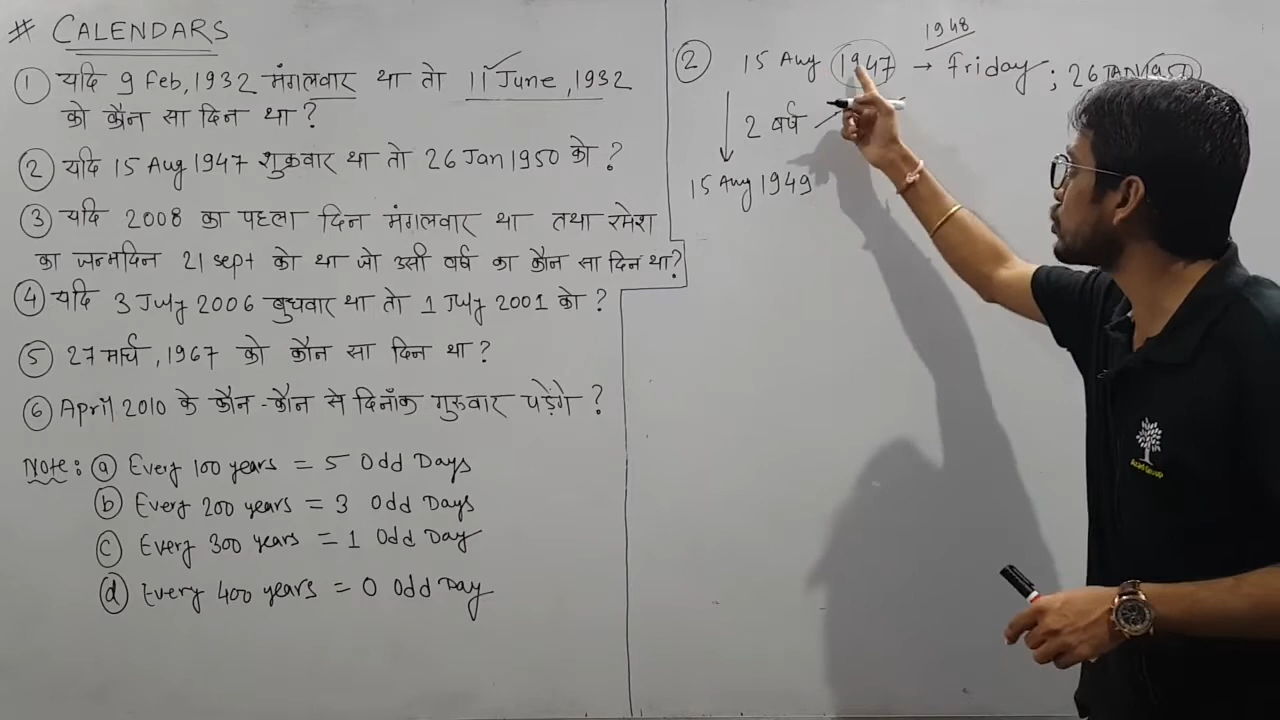 # CALENDARS
① यदि 9 Feb, 1932 मंगलवार था तो 11 June, 1932
को कौन सा दिन था ?
② यदि 15 Aug 1947 शुक्रवार था तो 26 Jan 1950 को ?
③ यदि 2008 का पहला दिन मंगलवार था तथा रमेश
का जन्मदिन 21 sept को था जो उसी वर्ष का कौन सा दिन था?
④ यदि 3 July 2006 बुधवार था तो 1 July 2001 को ?
⑤ 27 मार्च, 1967 को कौन सा दिन था ?
⑥ April 2010 के कौन-कौन से दिनाँक गुरुवार पड़ेंगे ?
Note: ⓐ Every 100 years = 5 Odd Days
ⓑ Every 200 years = 3 Odd Days
ⓒ Every 300 years = 1 Odd Day
ⓓ Every 400 years = 0 Odd Day
1948
② 15 Aug 1947 → Friday ; 26 JAN 1950
2 वर्ष
15 Aug 1949